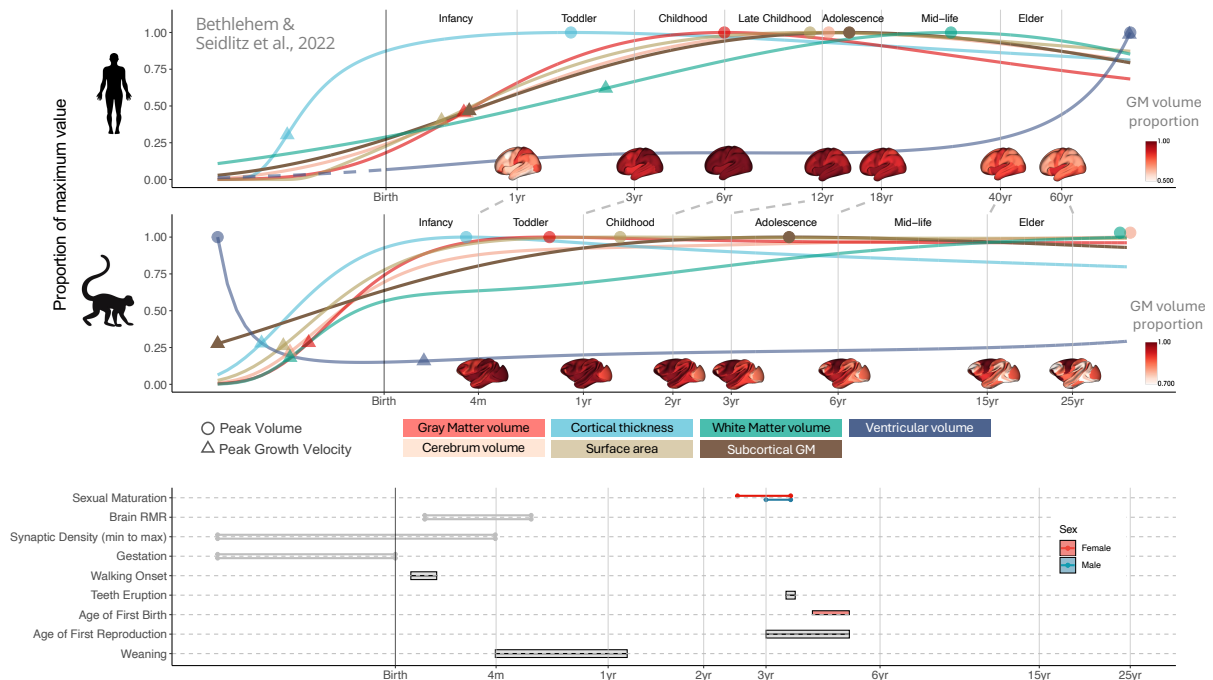 Bethlehem &
Seidlitz et al., 2022
Infancy Toddler Childhood Late Childhood Adolescence Mid-life Elder
1.00
0.75
0.50
0.25
0.00
GM volume
proportion
1.00
0.500
Birth 1yr 3yr 6yr 12yr 18yr 40yr 60yr
Proportion of maximum value
Infancy Toddler Childhood Adolescence Mid-life Elder
1.00
0.75
0.50
0.25
0.00
GM volume
proportion
1.00
0.700
Birth 4m 1yr 2yr 3yr 6yr 15yr 25yr
Peak Volume
Peak Growth Velocity
Gray Matter volume Cortical thickness White Matter volume Ventricular volume
Cerebrum volume Surface area Subcortical GM
Sexual Maturation
Brain RMR
Synaptic Density (min to max)
Gestation
Walking Onset
Teeth Eruption
Age of First Birth
Age of First Reproduction
Weaning
Sex
Female
Male
Birth 4m 1yr 2yr 3yr 6yr 15yr 25yr